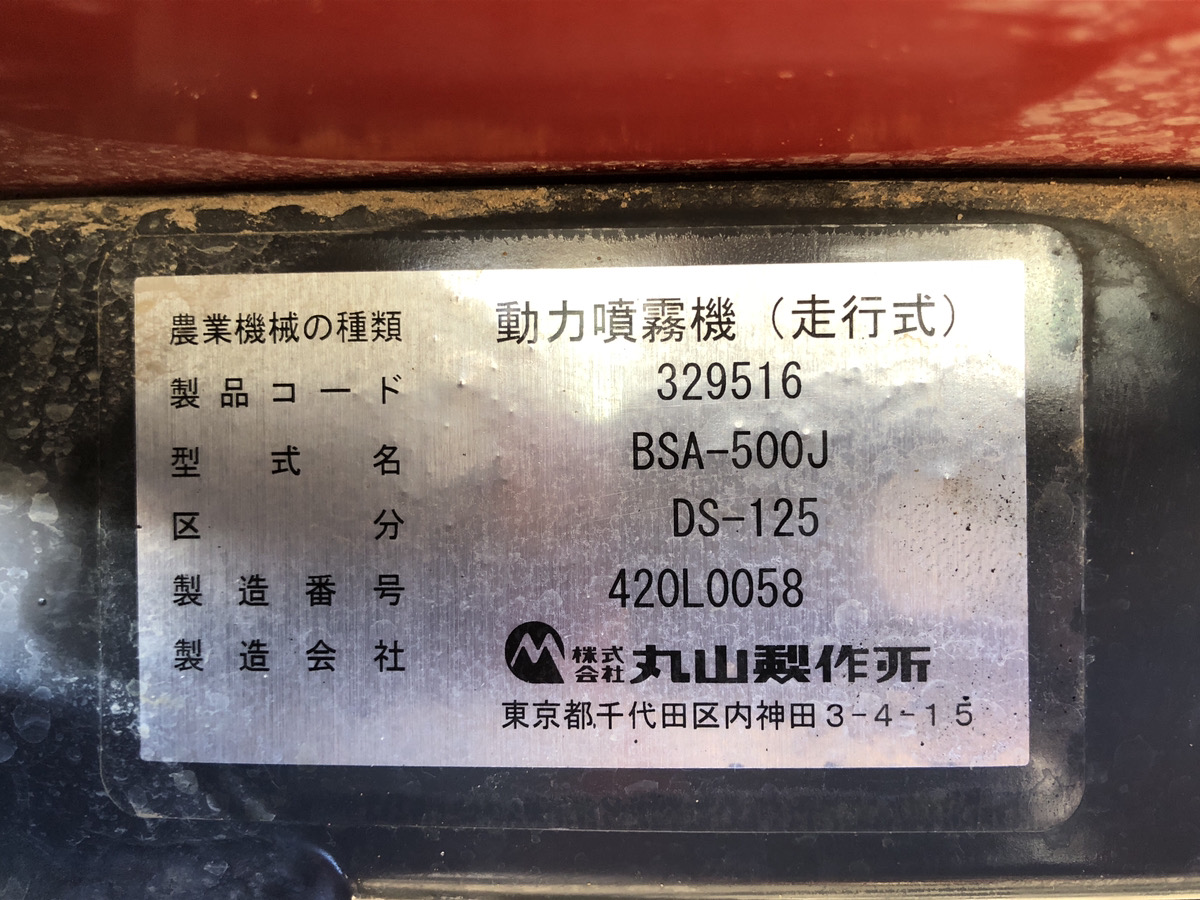 農業機械の種類 動力噴霧機（走行式）
製品コード 329516
型式名 BSA-500J
区分 DS-125
製造番号 420L0058
製造会社 株式会社 丸山製作所
東京都千代田区内神田3-4-15